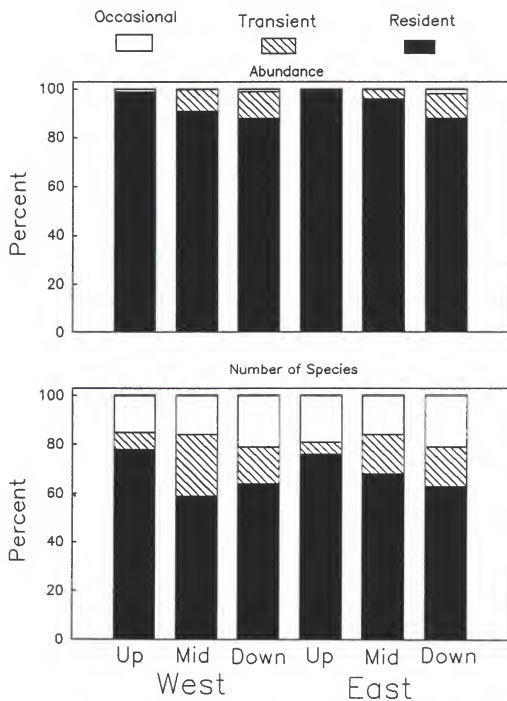 Occasional Transient Resident
Abundance
Percent
100
80
60
40
20
0
Number of Species
Percent
100
80
60
40
20
0
Up Mid Down Up Mid Down
West East